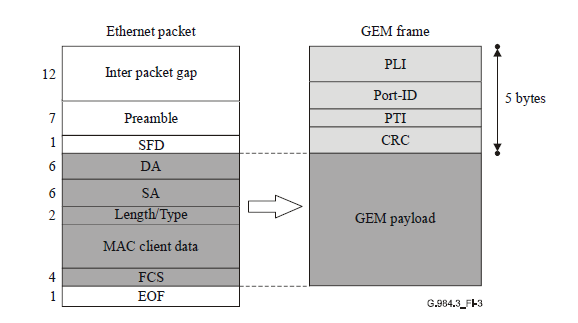 Ethernet packet
GEM frame
12 Inter packet gap
7 Preamble
1 SFD
6 DA
6 SA
2 Length/Type
MAC client data
4 FCS
1 EOF
PLI
Port-ID
PTI
CRC
5 bytes
GEM payload
G.984.3_FI-3